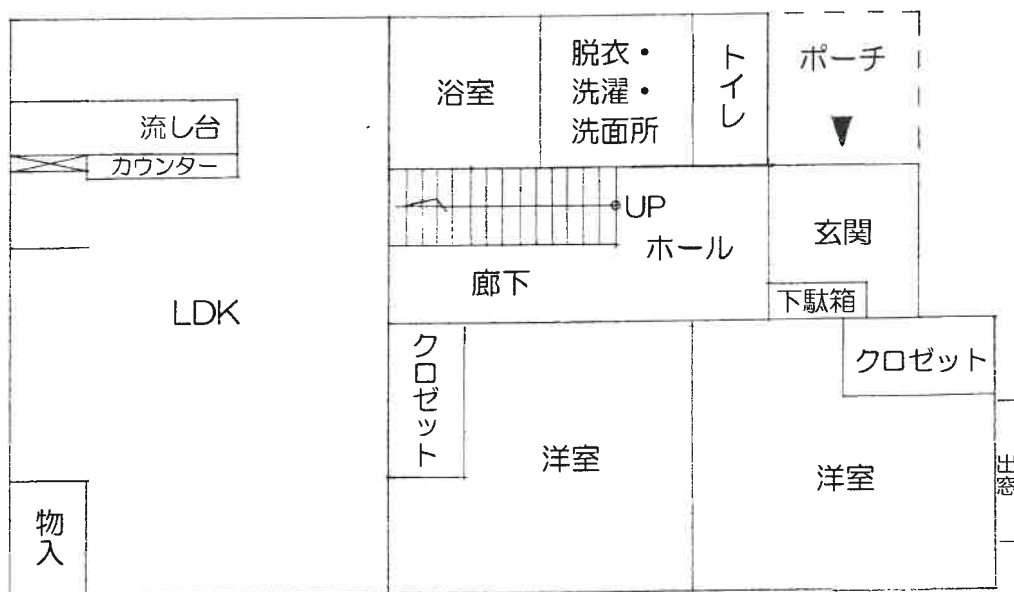 浴室
脱衣・
洗濯・
洗面所
トイレ
ポーチ
流し台
カウンター
UP
ホール
玄関
廊下
下駄箱
LDK
クロゼット
クロゼット
洋室
洋室
出窓
物入